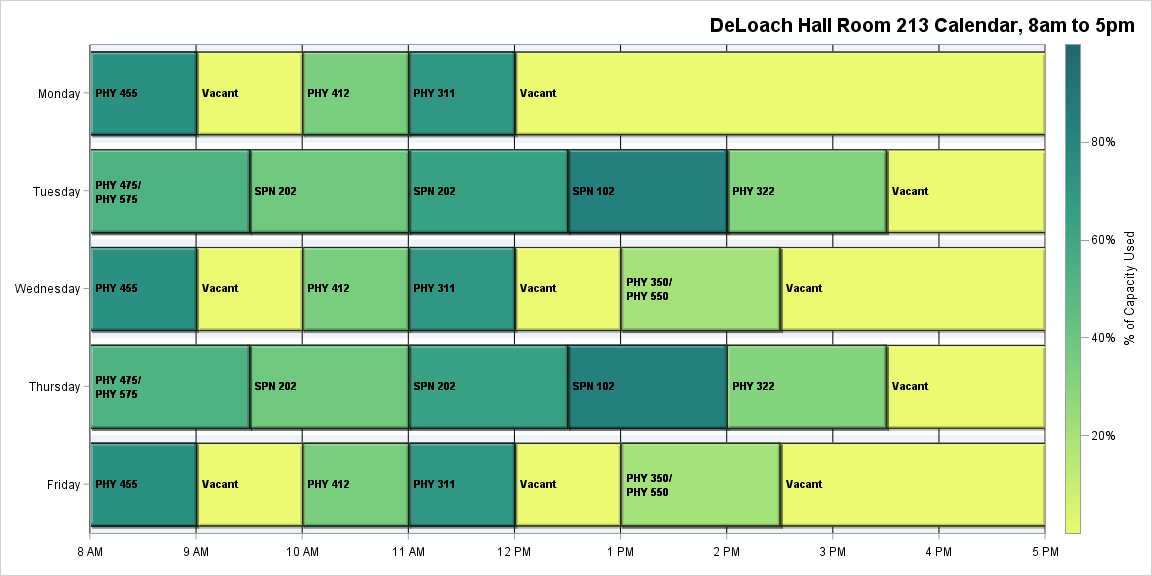 DeLoach Hall Room 213 Calendar, 8am to 5pm
Monday
PHY 455
Vacant
PHY 412
PHY 311
Vacant
Tuesday
PHY 475/
PHY 575
SPN 202
SPN 202
SPN 102
PHY 322
Vacant
Wednesday
PHY 455
Vacant
PHY 412
PHY 311
Vacant
PHY 350/
PHY 550
Vacant
Thursday
PHY 475/
PHY 575
SPN 202
SPN 202
SPN 102
PHY 322
Vacant
Friday
PHY 455
Vacant
PHY 412
PHY 311
Vacant
PHY 350/
PHY 550
Vacant
8 AM
9 AM
10 AM
11 AM
12 PM
1 PM
2 PM
3 PM
4 PM
5 PM
80%
60%
40%
20%
% of Capacity Used